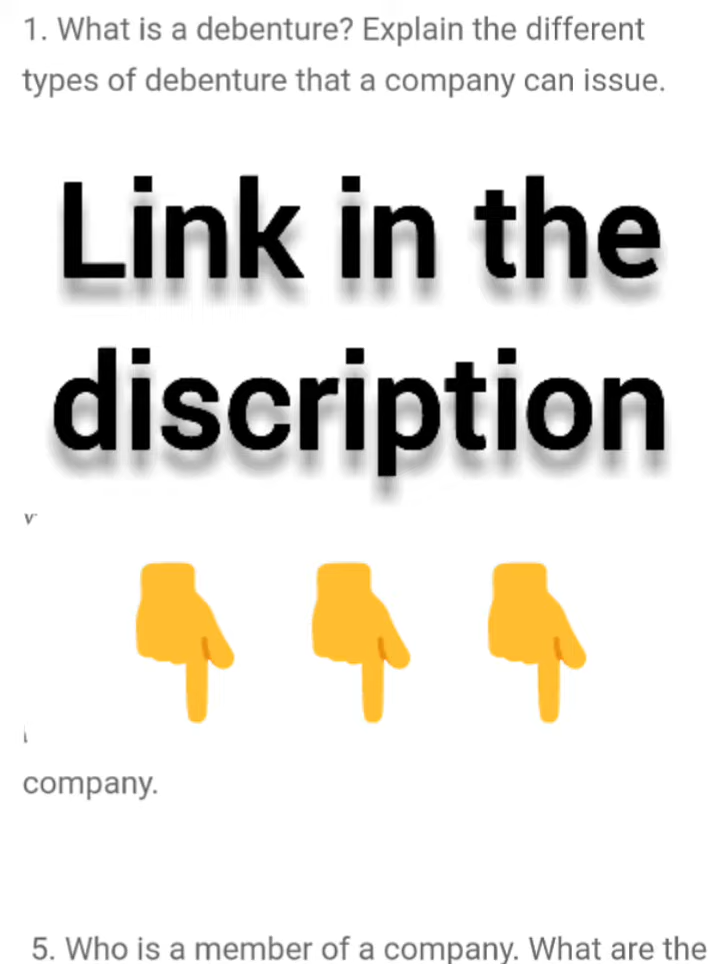 1. What is a debenture? Explain the different
types of debenture that a company can issue.
Link in the
discription
company.
5. Who is a member of a company. What are the